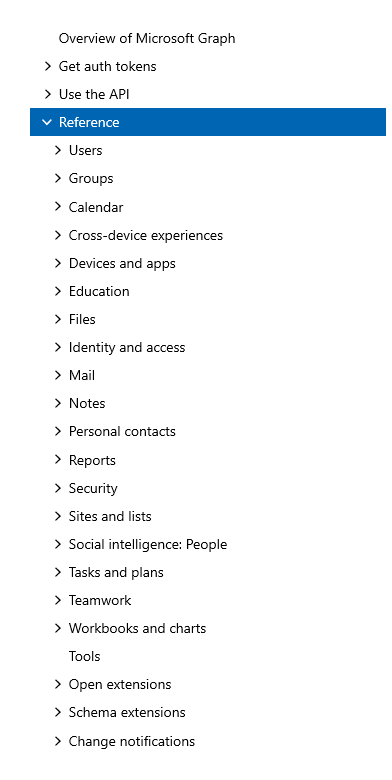 Overview of Microsoft Graph
Get auth tokens
Use the API
Reference
Users
Groups
Calendar
Cross-device experiences
Devices and apps
Education
Files
Identity and access
Mail
Notes
Personal contacts
Reports
Security
Sites and lists
Social intelligence: People
Tasks and plans
Teamwork
Workbooks and charts
Tools
Open extensions
Schema extensions
Change notifications